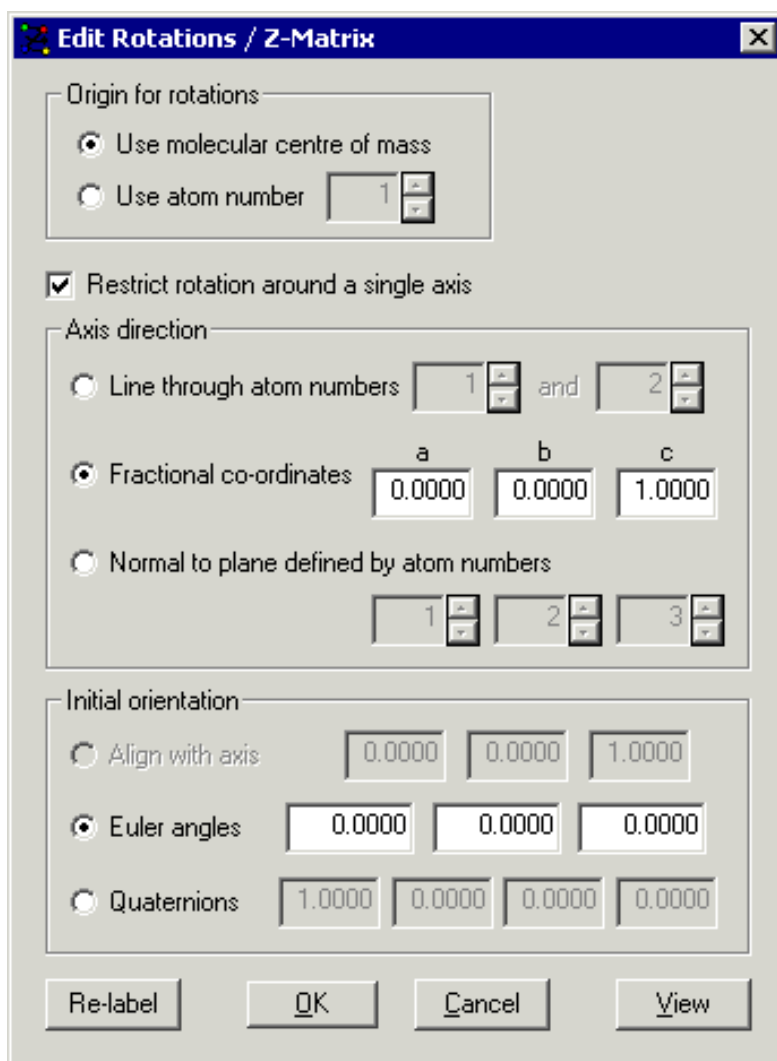 Edit Rotations / Z-Matrix
Origin for rotations
Use molecular centre of mass
Use atom number 1
Restrict rotation around a single axis
Axis direction
Line through atom numbers 1 and 2
a b c
Fractional co-ordinates 0.0000 0.0000 1.0000
Normal to plane defined by atom numbers
1 2 3
Initial orientation
Align with axis 0.0000 0.0000 1.0000
Euler angles 0.0000 0.0000 0.0000
Quaternions 1.0000 0.0000 0.0000 0.0000
Re-label OK Cancel View